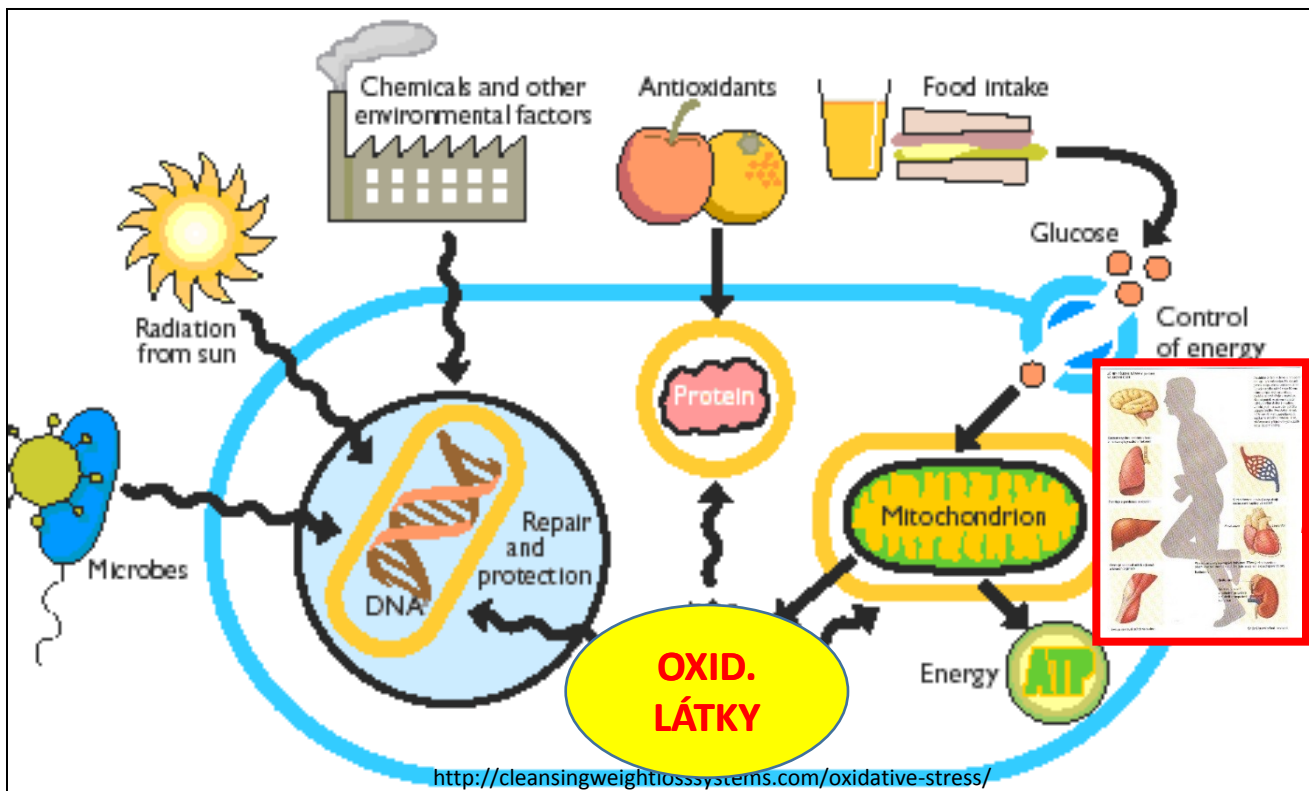 Chemicals and other
environmental factors
Antioxidants
Food intake
Glucose
Radiation
from sun
Control
of energy
Protein
Mitochondrion
Microbes
Repair
and
protection
DNA
OXID.
LÁTKY
Energy
ATP
http://cleansingweightlosssystems.com/oxidative-stress/